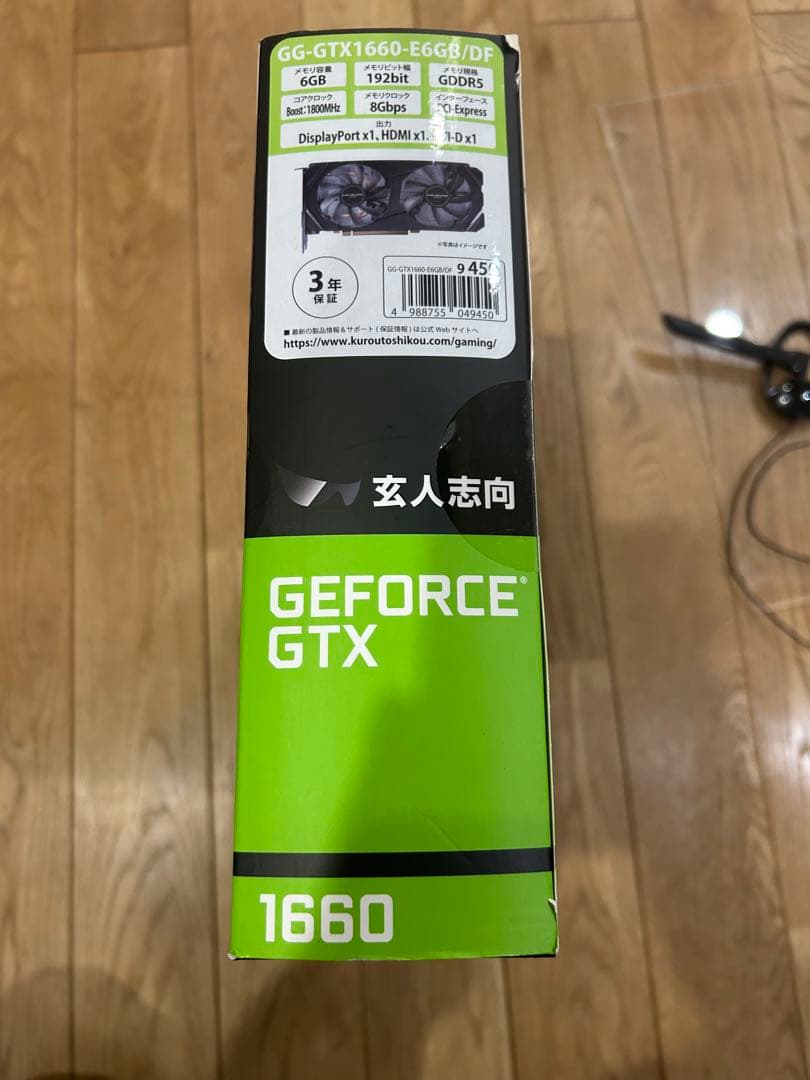 GG-GTX1660-E6GB/DF
メモリ容量 メモリビット幅 メモリ規格
6GB 192bit GDDR5
コアクロック メモリクロック インターフェース
Boost:1800MHz 8Gbps PCI-Express
出力
DisplayPort x1、HDMI x1、DVI-D x1
※写真はイメージです
3年
保証
GG-GTX1660-E6GB/DF 9 450
4 988755 049450
■ 最新の製品情報&サポート(保証情報)は公式Webサイトへ
https://www.kuroutoshikou.com/gaming/
玄人志向
GEFORCE®
GTX
1660